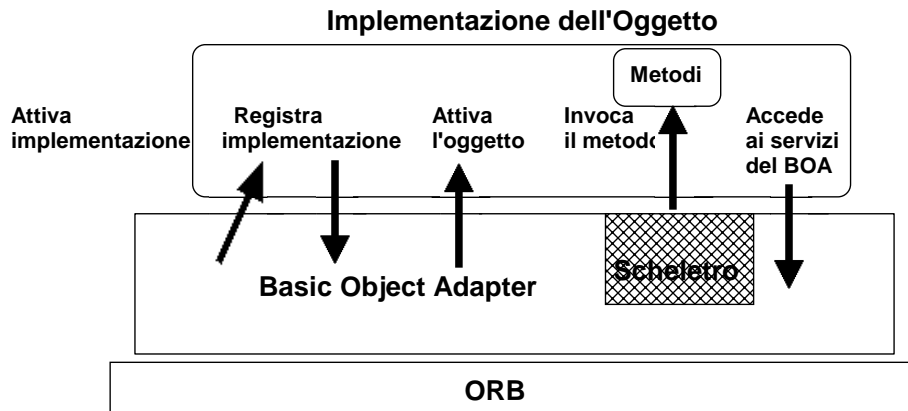 Implementazione dell'Oggetto
Metodi
Attiva
implementazione
Registra
implementazione
Attiva
l'oggetto
Invoca
il metodo
Accede
ai servizi
del BOA
Scheletro
Basic Object Adapter
ORB